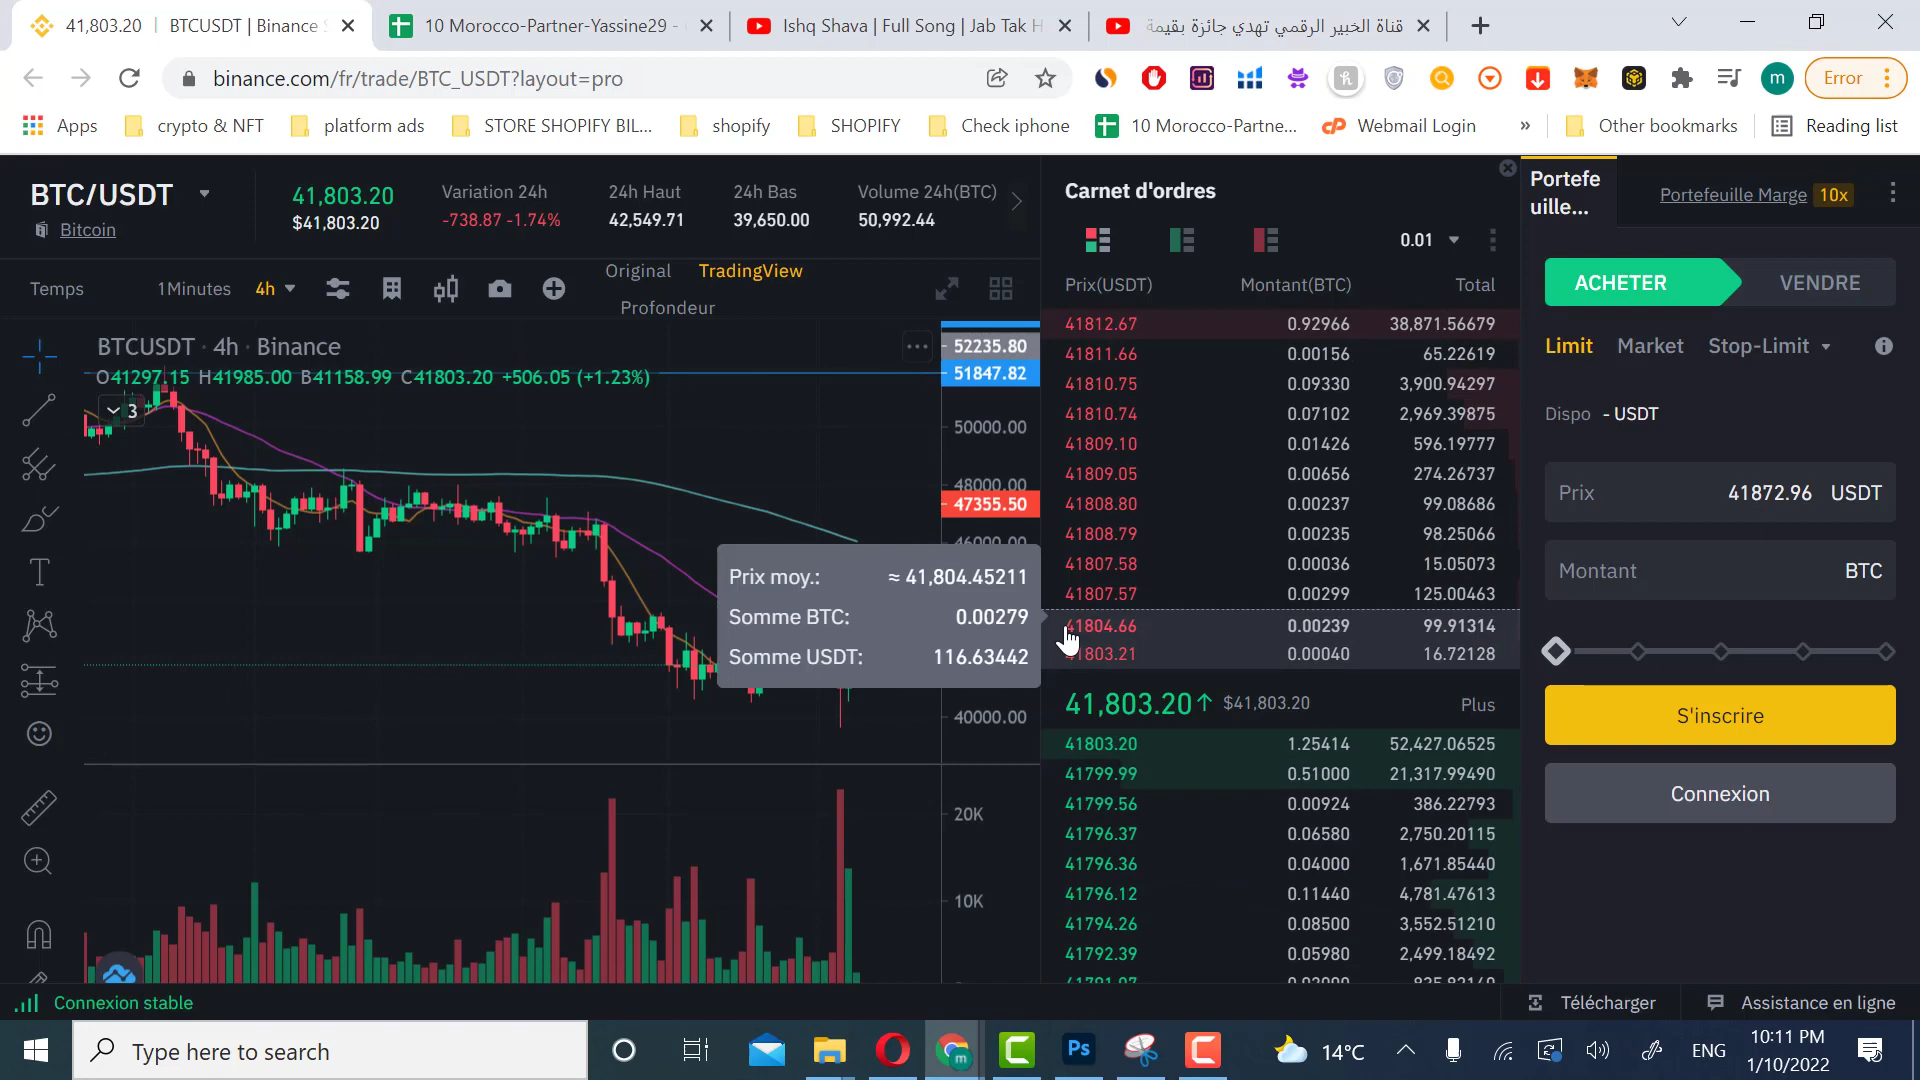 41,803.20 | BTCUSDT | Binance S
10 Morocco-Partner-Yassine29 -
Ishq Shava | Full Song | Jab Tak H
قناة الخبير الرقمي تهدي جائزة بقيمة
binance.com/fr/trade/BTC_USDT?layout=pro
m
Error
Apps
crypto & NFT
platform ads
STORE SHOPIFY BIL...
shopify
SHOPIFY
Check iphone
10 Morocco-Partne...
Webmail Login
»
Other bookmarks
Reading list
BTC/USDT
Bitcoin
41,803.20
$41,803.20
Variation 24h
-738.87 -1.74%
24h Haut
42,549.71
24h Bas
39,650.00
Volume 24h(BTC)
50,992.44
Temps
1Minutes
4h
Original
TradingView
Profondeur
BTCUSDT · 4h · Binance
O41297.15 H41985.00 B41158.99 C41803.20 +506.05 (+1.23%)
3
52235.80
51847.82
50000.00
48000.00
47355.50
46000.00
40000.00
20K
10K
Prix moy.: ≈ 41,804.45211
Somme BTC: 0.00279
Somme USDT: 116.63442
Carnet d'ordres
0.01
Prix(USDT) Montant(BTC) Total
41812.67 0.92966 38,871.56679
41811.66 0.00156 65.22619
41810.75 0.09330 3,900.94297
41810.74 0.07102 2,969.39875
41809.10 0.01426 596.19777
41809.05 0.00656 274.26737
41808.80 0.00237 99.08686
41808.79 0.00235 98.25066
41807.58 0.00036 15.05073
41807.57 0.00299 125.00463
41804.66 0.00239 99.91314
41803.21 0.00040 16.72128
41,803.20↑ $41,803.20 Plus
41803.20 1.25414 52,427.06525
41799.99 0.51000 21,317.99490
41799.56 0.00924 386.22793
41796.37 0.06580 2,750.20115
41796.36 0.04000 1,671.85440
41796.12 0.11440 4,781.47613
41794.26 0.08500 3,552.51210
41792.39 0.05980 2,499.18492
Portefe
uille...
Portefeuille Marge 10x
ACHETER
VENDRE
Limit
Market
Stop-Limit
Dispo - USDT
Prix 41872.96 USDT
Montant BTC
S'inscrire
Connexion
Connexion stable
Télécharger
Assistance en ligne
Type here to search
m
Ps
14°C
ENG
10:11 PM
1/10/2022